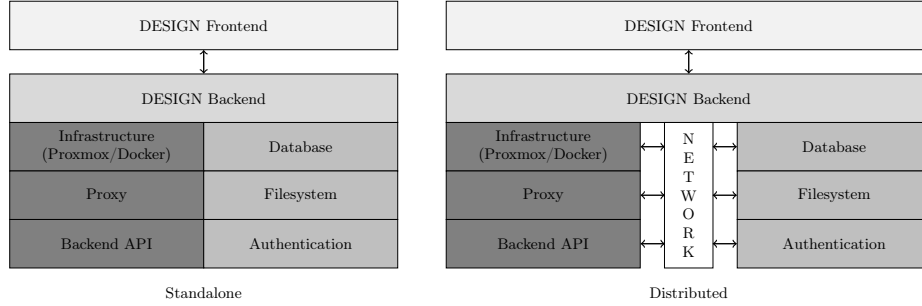 DESIGN Frontend
DESIGN Backend
Infrastructure
(Proxmox/Docker)
Database
Proxy
Filesystem
Backend API
Authentication
Standalone
DESIGN Frontend
DESIGN Backend
Infrastructure
(Proxmox/Docker)
Proxy
Backend API
N
E
T
W
O
R
K
Database
Filesystem
Authentication
Distributed